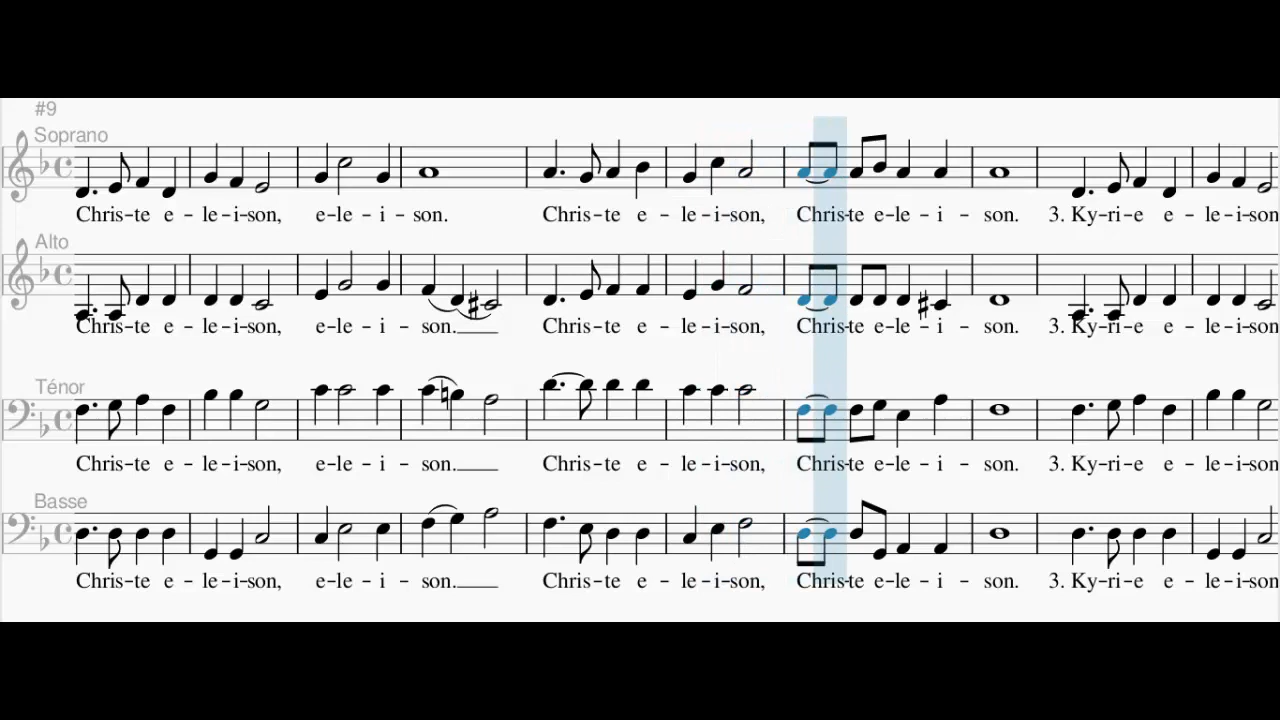 #9
Soprano
Chris-te e-le-i-son, e-le-i-son. Chris-te e-le-i-son, Chris-te e-le-i-son. 3. Ky-ri-e e-le-i-son
Alto
Chris-te e-le-i-son, e-le-i-son.___ Chris-te e-le-i-son, Chris-te e-le-i-son. 3. Ky-ri-e e-le-i-son
Ténor
Chris-te e-le-i-son, e-le-i-son.___ Chris-te e-le-i-son, Chris-te e-le-i-son. 3. Ky-ri-e e-le-i-son
Basse
Chris-te e-le-i-son, e-le-i-son.___ Chris-te e-le-i-son, Chris-te e-le-i-son. 3. Ky-ri-e e-le-i-son